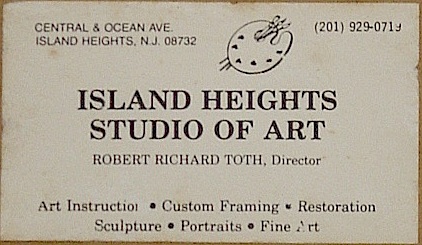 CENTRAL & OCEAN AVE.
ISLAND HEIGHTS, N.J. 08732
(201) 929-0719
ISLAND HEIGHTS
STUDIO OF ART
ROBERT RICHARD TOTH, Director
Art Instruction • Custom Framing • Restoration
Sculpture • Portraits • Fine Art